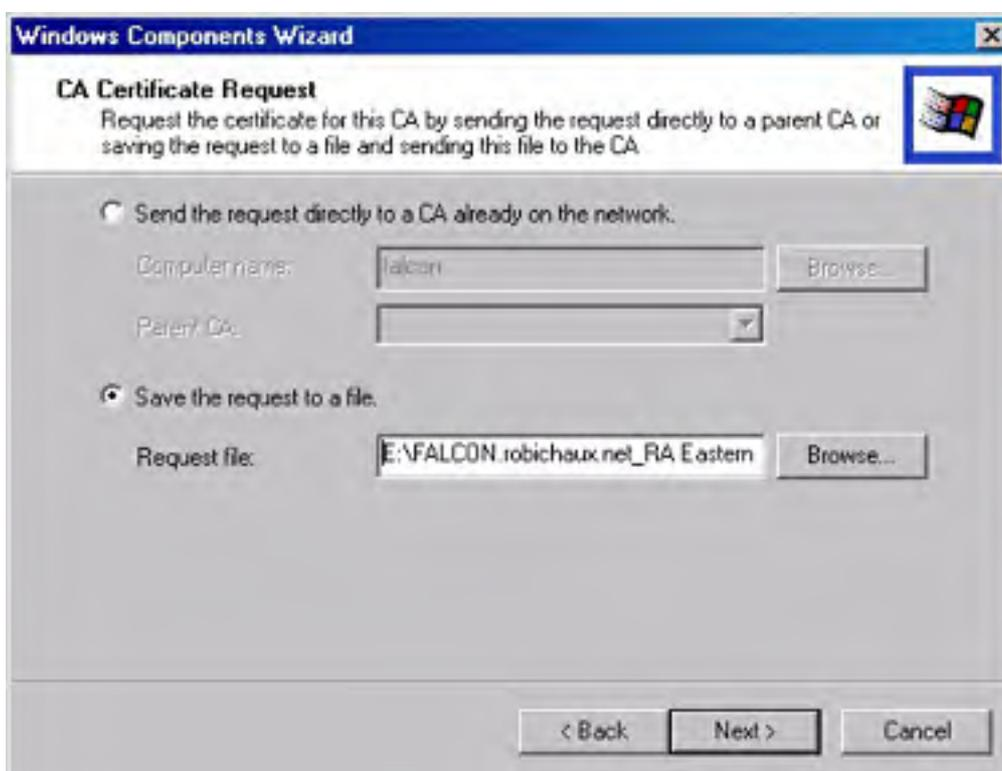 Windows Components Wizard
CA Certificate Request
Request the certificate for this CA by sending the request directly to a parent CA or
saving the request to a file and sending this file to the CA
Send the request directly to a CA already on the network.
Computer name: falcon Browse...
Parent CA:
Save the request to a file.
Request file: E:\FALCON.robichaux.net_RA Eastern Browse...
< Back Next > Cancel